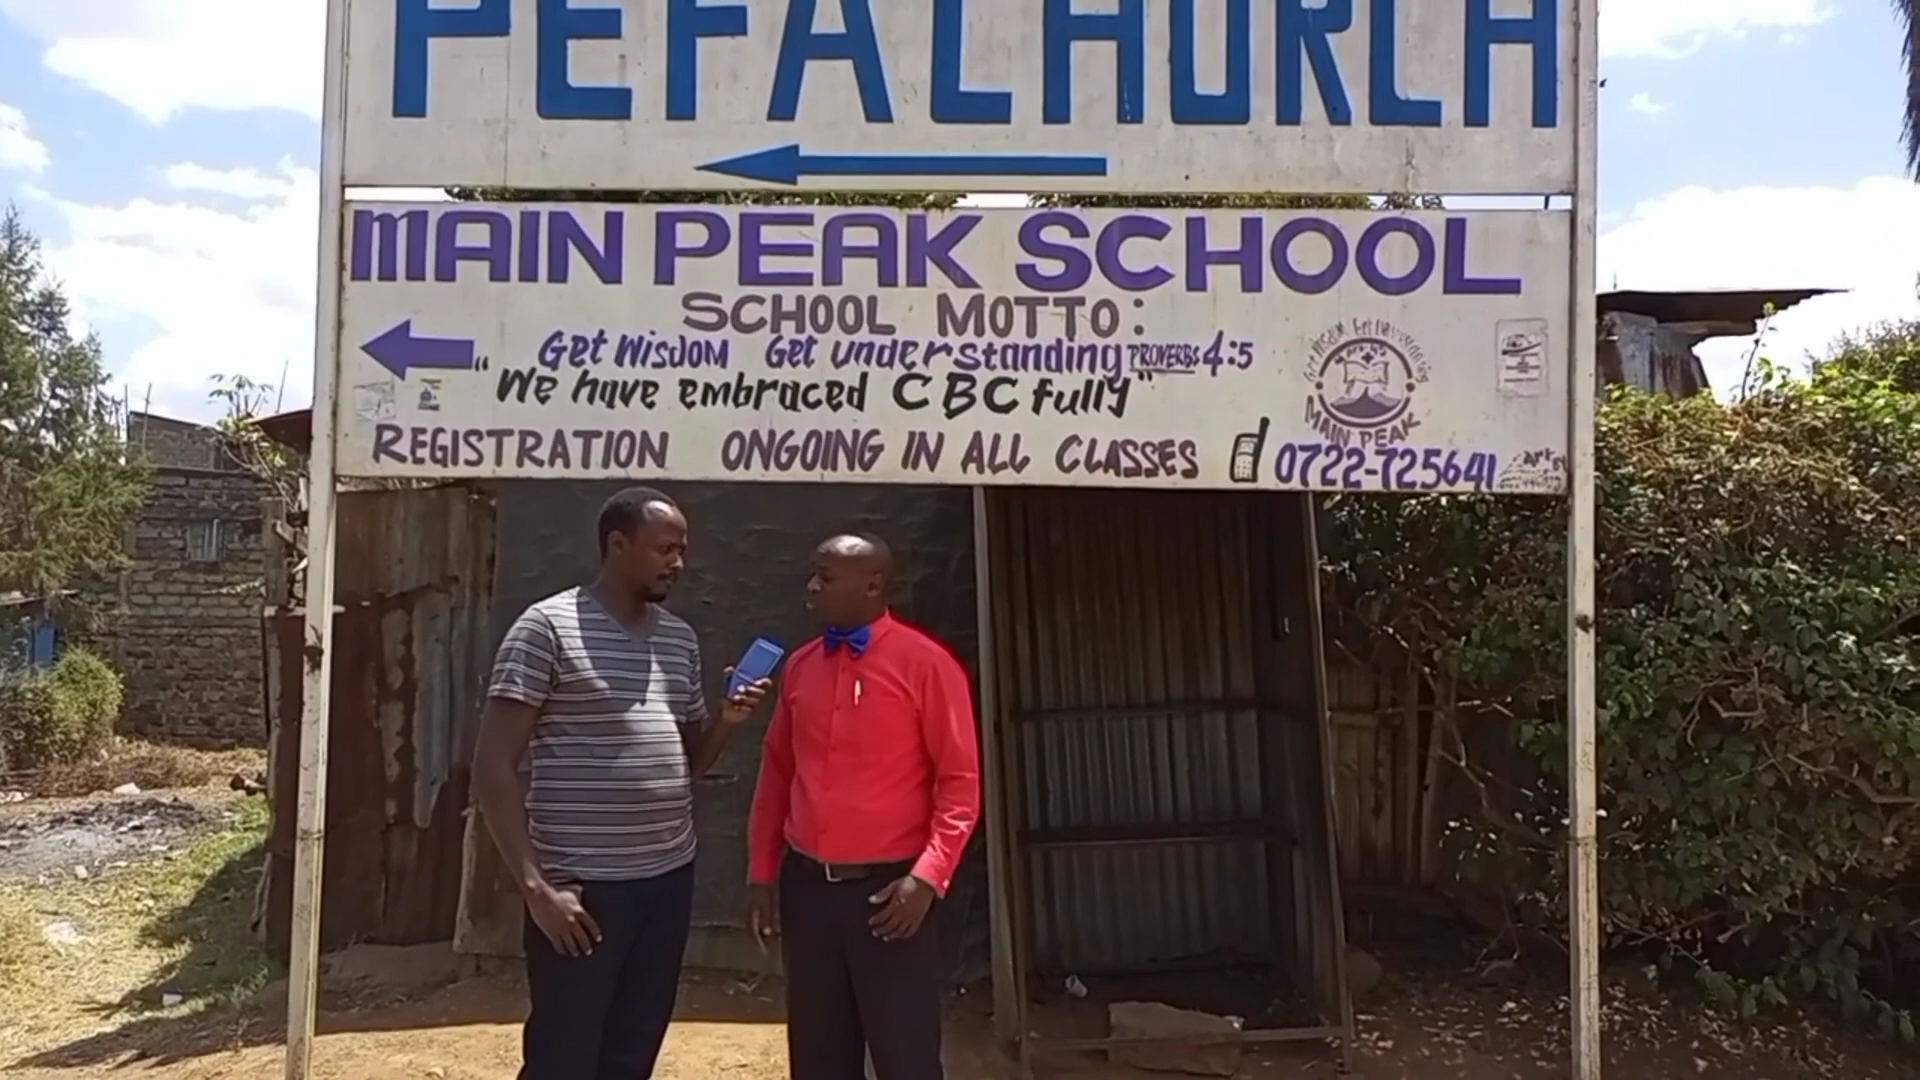 PEFA CHURCH
MAIN PEAK SCHOOL
SCHOOL MOTTO:
Get Wisdom Get understanding PROVERBS 4:5
"We have embraced CBC fully"
REGISTRATION ONGOING IN ALL CLASSES 0722-725641
MAIN PEAK